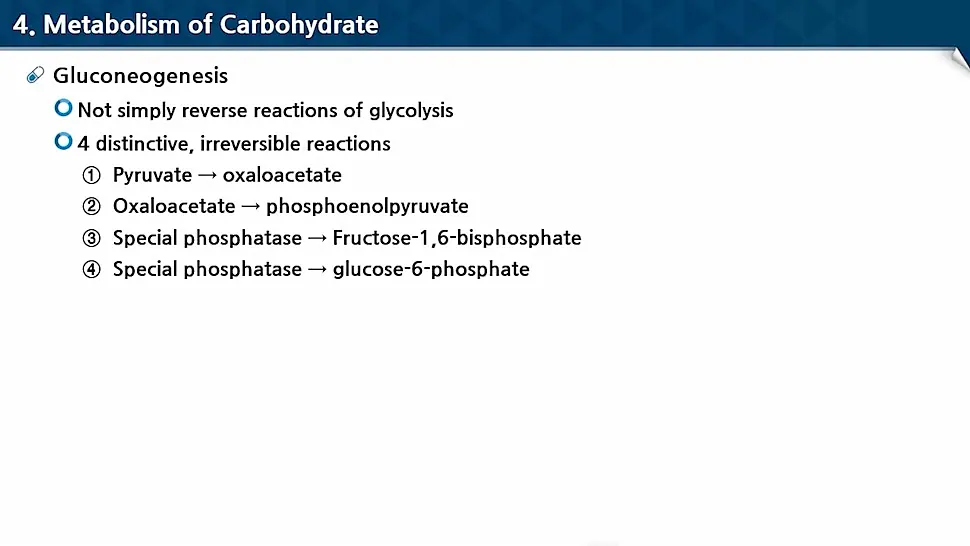 4. Metabolism of Carbohydrate
Gluconeogenesis
Not simply reverse reactions of glycolysis
4 distinctive, irreversible reactions
① Pyruvate → oxaloacetate
② Oxaloacetate → phosphoenolpyruvate
③ Special phosphatase → Fructose-1,6-bisphosphate
④ Special phosphatase → glucose-6-phosphate